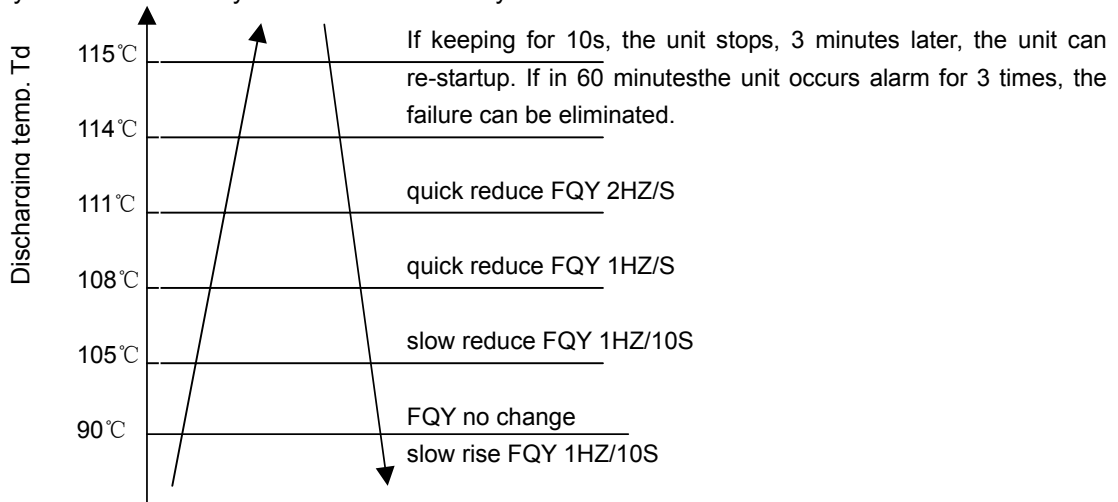 Discharging temp. Td
115℃
If keeping for 10s, the unit stops, 3 minutes later, the unit can
re-startup. If in 60 minutesthe unit occurs alarm for 3 times, the
failure can be eliminated.
114℃
111℃
quick reduce FQY 2HZ/S
108℃
quick reduce FQY 1HZ/S
105℃
slow reduce FQY 1HZ/10S
90℃
FQY no change
slow rise FQY 1HZ/10S